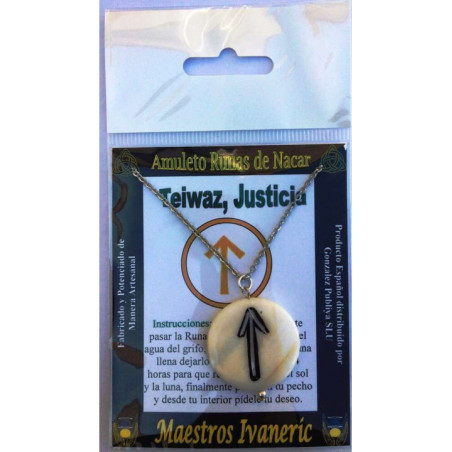 Amuleto Runas de Nacar
Teiwaz, Justicia
Fabricado y Potenciado de
Manera Artesanal
Producto Español distribuido por
Gonzalez Publiya SLU
Instrucciones:
pasar la Runa
agua del grifo,
llena dejarlo
horas para que el sol
y la luna, finalmente tu pecho
y desde tu interior pídele tu deseo.
Maestros Ivaneric